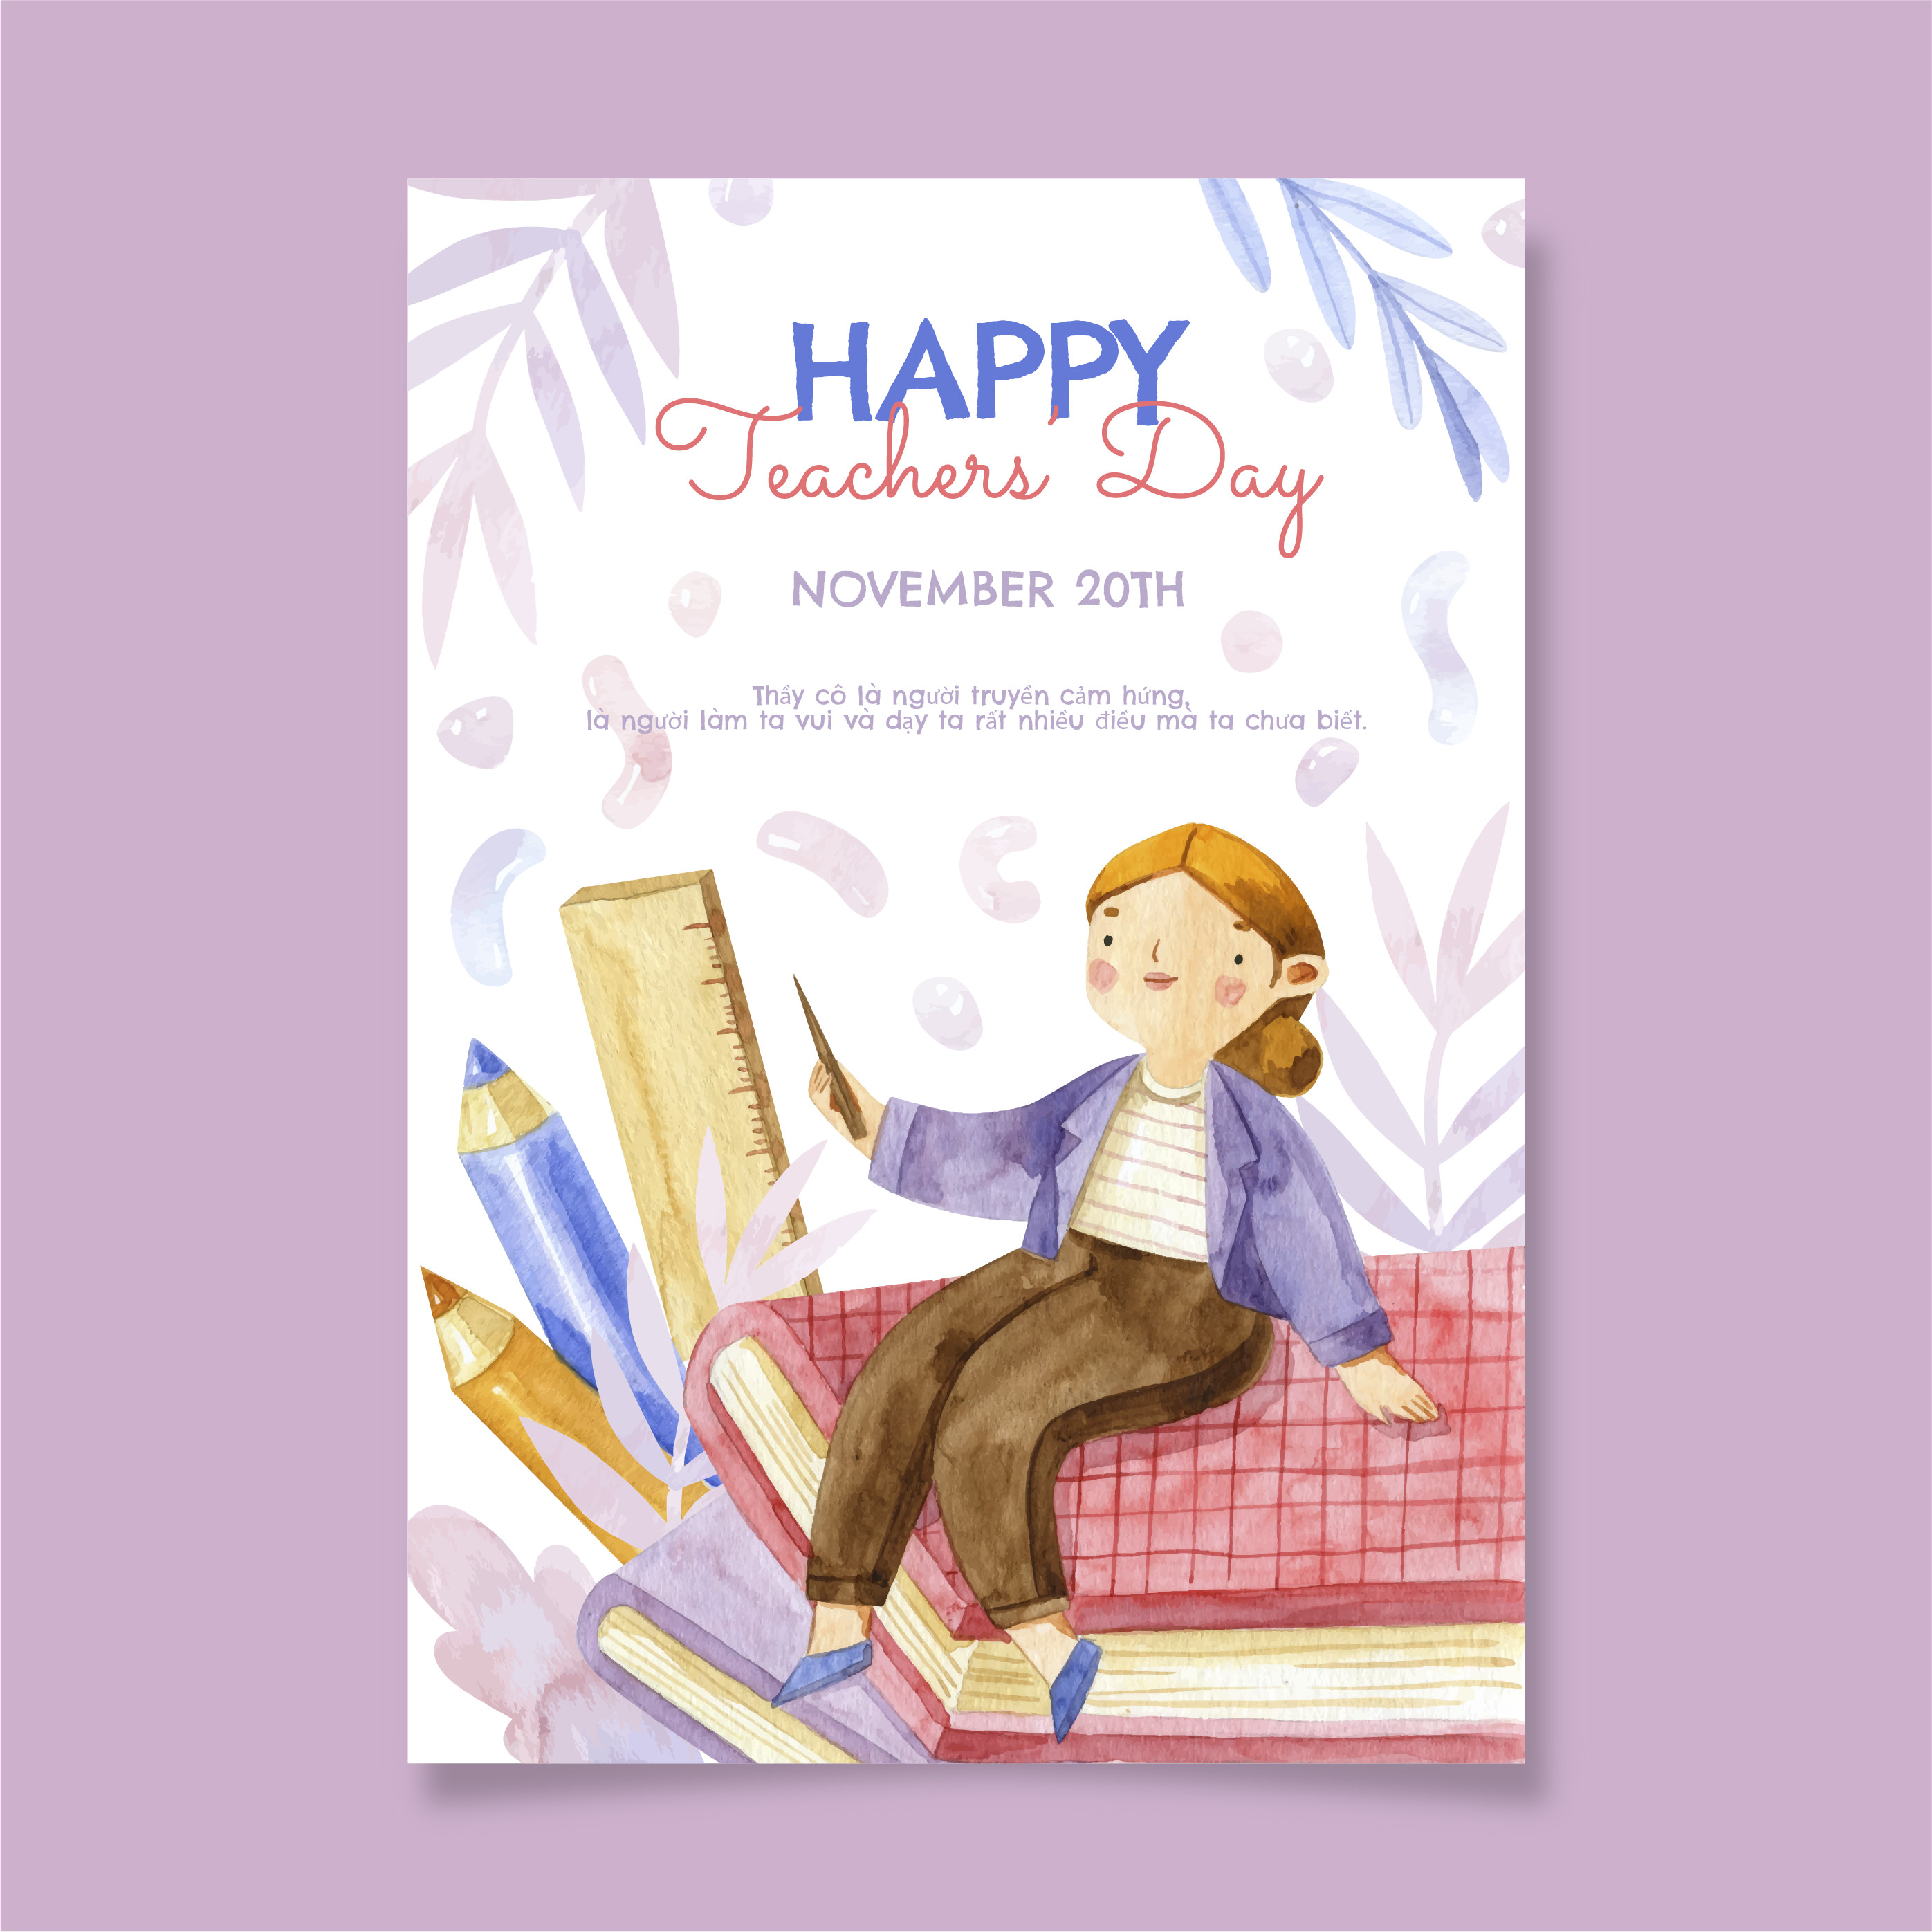 HAPPY
Teachers' Day
NOVEMBER 20TH
Thầy cô là người truyền cảm hứng,
là người làm ta vui và dạy ta rất nhiều điều mà ta chưa biết.